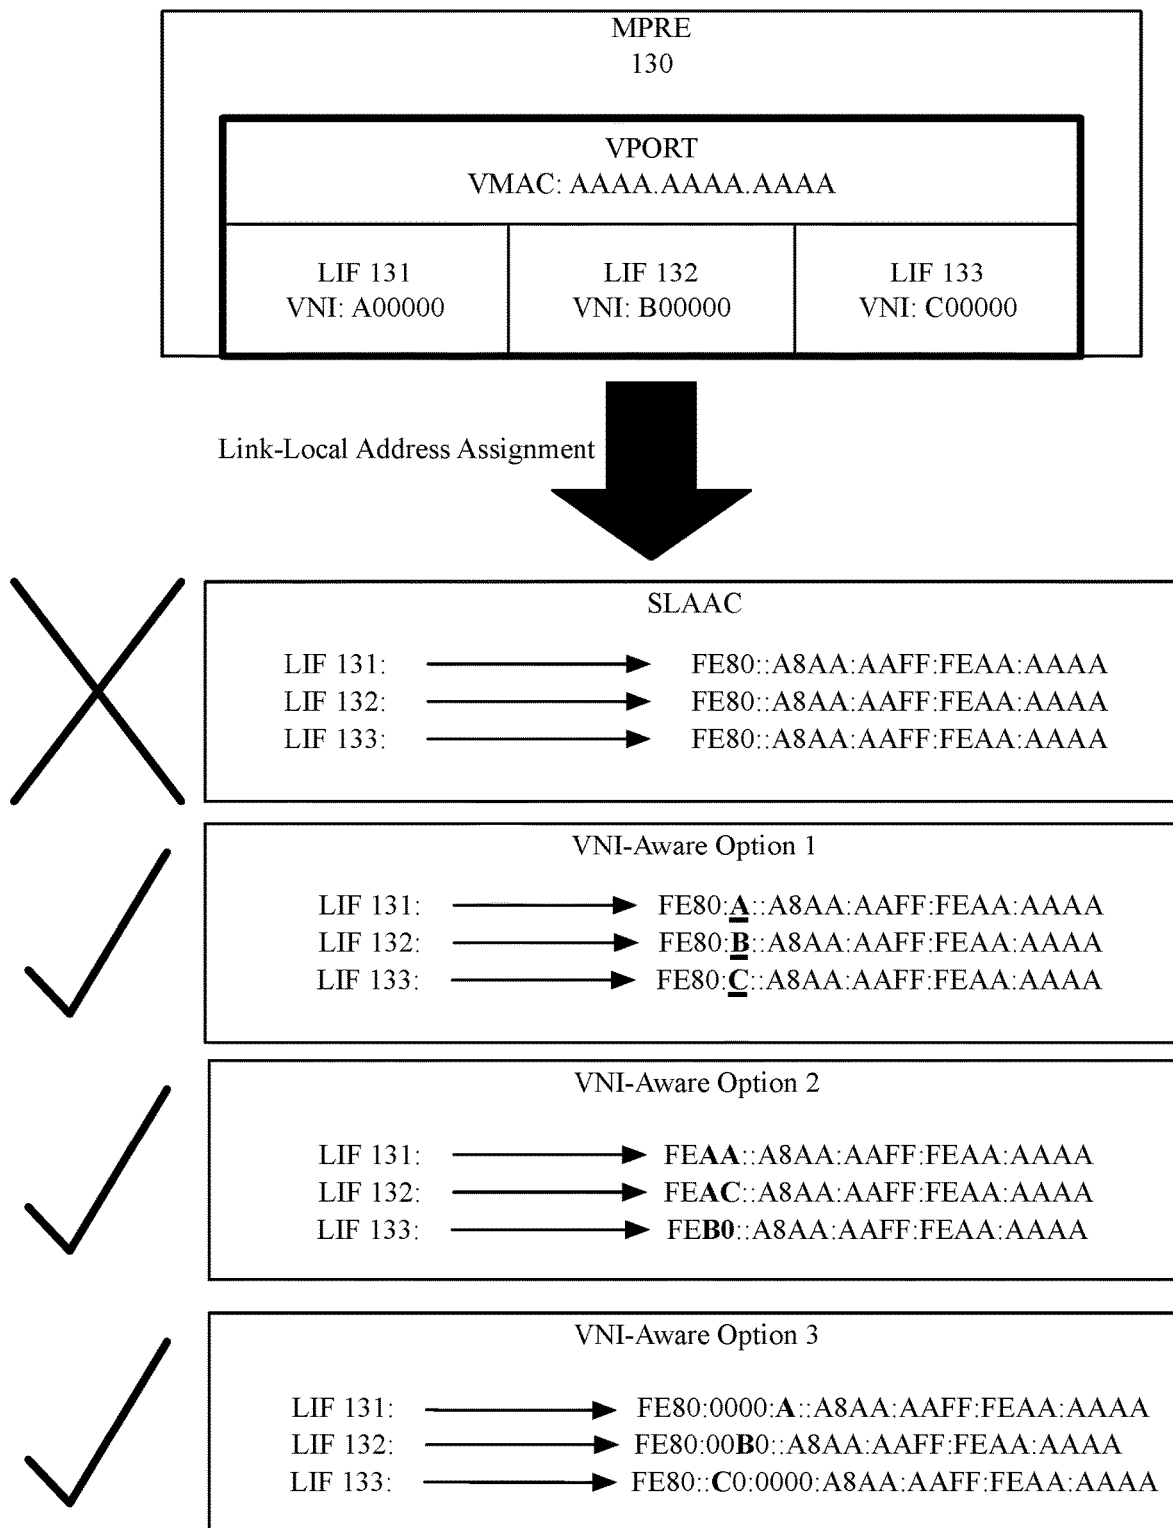 MPRE
130
VPORT
VMAC: AAAA.AAAA.AAAA
LIF 131
VNI: A00000
LIF 132
VNI: B00000
LIF 133
VNI: C00000
Link-Local Address Assignment
SLAAC
LIF 131: FE80::A8AA:AAFF:FEAA:AAAA
LIF 132: FE80::A8AA:AAFF:FEAA:AAAA
LIF 133: FE80::A8AA:AAFF:FEAA:AAAA
VNI-Aware Option 1
LIF 131: FE80:A::A8AA:AAFF:FEAA:AAAA
LIF 132: FE80:B::A8AA:AAFF:FEAA:AAAA
LIF 133: FE80:C::A8AA:AAFF:FEAA:AAAA
VNI-Aware Option 2
LIF 131: FEAA::A8AA:AAFF:FEAA:AAAA
LIF 132: FEAC::A8AA:AAFF:FEAA:AAAA
LIF 133: FEB0::A8AA:AAFF:FEAA:AAAA
VNI-Aware Option 3
LIF 131: FE80:0000:A::A8AA:AAFF:FEAA:AAAA
LIF 132: FE80:00B0::A8AA:AAFF:FEAA:AAAA
LIF 133: FE80::C0:0000:A8AA:AAFF:FEAA:AAAA